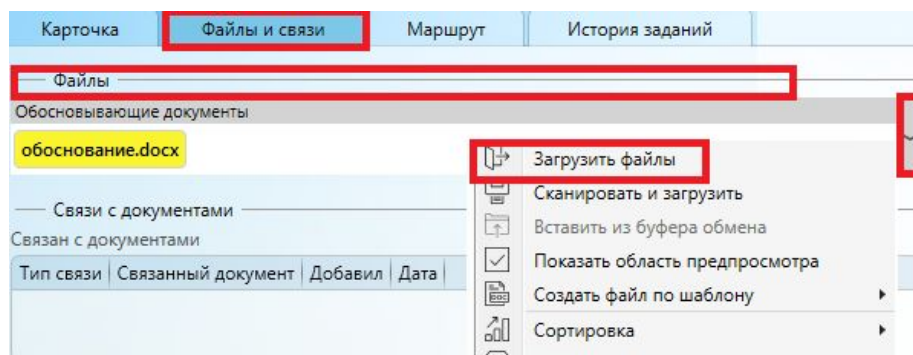 Карточка Файлы и связи Маршрут История заданий
Файлы
Обосновывающие документы
обоснование.docx
Загрузить файлы
Сканировать и загрузить
Вставить из буфера обмена
Показать область предпросмотра
Создать файл по шаблону
Сортировка
Связи с документами
Связан с документами
Тип связи Связанный документ Добавил Дата